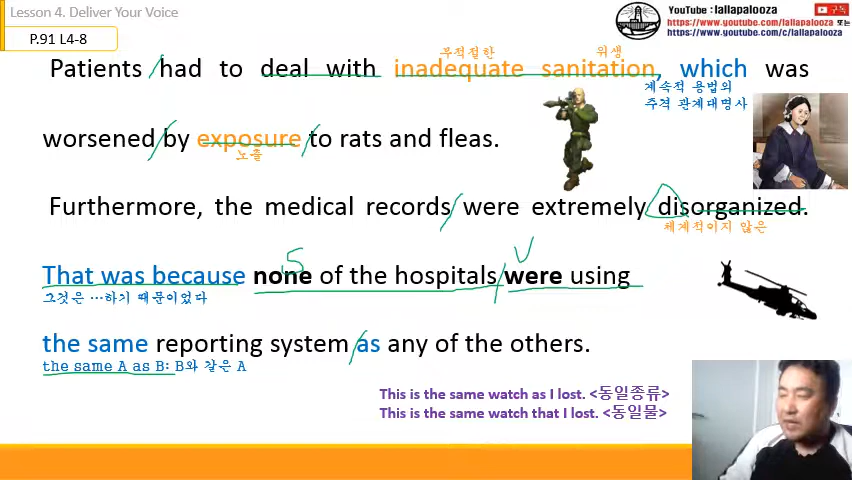 Lesson 4. Deliver Your Voice
P.91 L4-8
YouTube : lallapalooza
구독
https://www.youtube.com/lallapalooza 또는
https://www.youtube.com/c/lallapalooza
부적절한 위생
Patients had to deal with inadequate sanitation, which was
계속적 용법의
주격 관계대명사
worsened by exposure to rats and fleas.
노출
Furthermore, the medical records were extremely disorganized.
체계적이지 않은
S V
That was because none of the hospitals were using
그것은 …하기 때문이었다
the same reporting system as any of the others.
the same A as B: B와 같은 A
This is the same watch as I lost. <동일종류>
This is the same watch that I lost. <동일물>